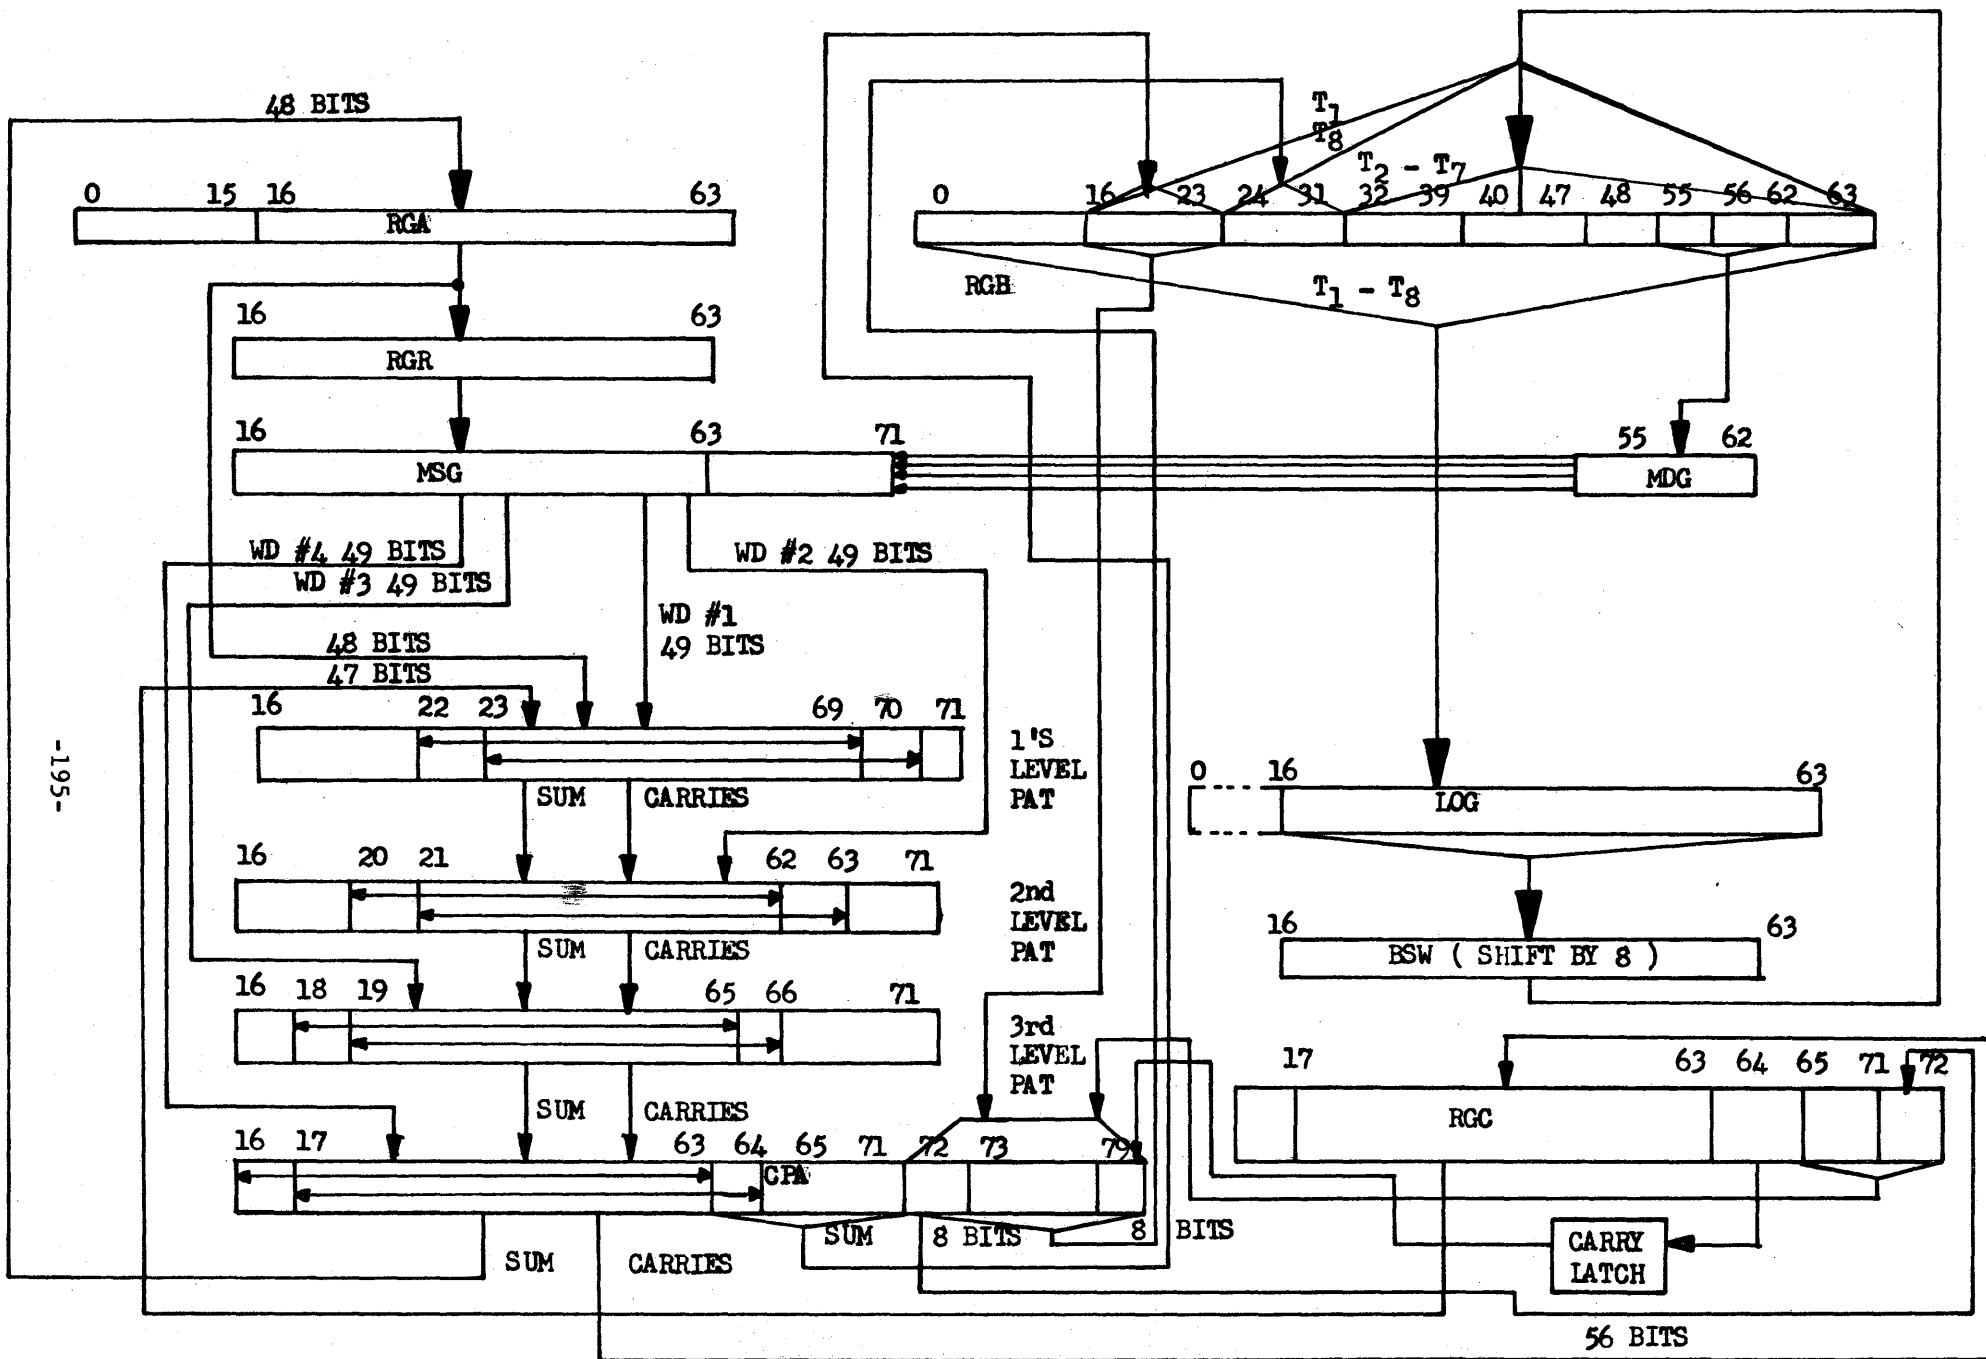 48 BITS
0 15 16 63
RGA
16 63
RGR
16 63 71
MSG
WD #4 49 BITS
WD #3 49 BITS
WD #2 49 BITS
WD #1
49 BITS
48 BITS
47 BITS
16 22 23 69 70 71
1'S
LEVEL
PAT
SUM CARRIES
16 20 21 62 63 71
2nd
LEVEL
PAT
SUM CARRIES
16 18 19 65 66 71
3rd
LEVEL
PAT
SUM CARRIES
16 17 63 64 65 71 72 73 79
CPA
SUM 8 BITS 8 BITS
SUM CARRIES
-195-
T1
T8
T2 - T7
0 16 23 24 31 32 39 40 47 48 55 56 62 63
RGB
T1 - T8
55 62
MDG
0 16 63
LOG
16 63
BSW ( SHIFT BY 8 )
17 63 64 65 71 72
RGC
CARRY
LATCH
56 BITS